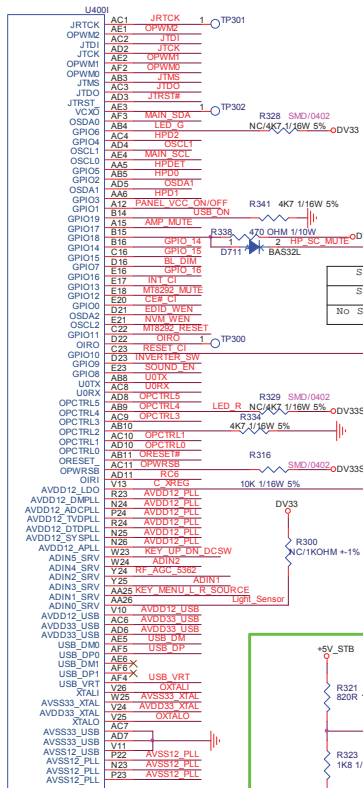 U400I
JRTCK AC1 JRTCK 1 TP301
OPWM2 AE1 OPWM2
JTDI AC2 JTDI
JTCK AD2 JTCK
OPWM1 AE2 OPWM1
OPWM0 AF2 OPWM0
JTMS AB3 JTMS
JTDO AC3 JTDO
JTRST_ AD3 JTRST#
VCXO AE3 1 TP302
OSDA0 AF3 MAIN_SDA R328 SMD/0402
GPIO6 AB4 LED_G NC/4K7 1/16W 5% DV33
GPIO4 AC4 HPD2
OSCL1 AD4 OSCL1
OSCL0 AE4 MAIN_SCL
GPIO5 AA5 HPDET
GPIO2 AB5 HPD0
OSDA1 AD5 OSDA1
GPIO3 AA6 HPD1
GPIO1 A12 PANEL_VCC_ON/OFF R341 4K7 1/16W 5%
GPIO19 B14 USB_ON
GPIO17 A15 AMP_MUTE
GPIO18 B15 R338 470 OHM 1/10W
GPIO14 B16 GPIO_14 1 2 HP_SC_MUTE
GPIO15 C16 GPIO_15 D711 BAS32L
GPIO7 D16 BL_DIM
GPIO16 E16 GPIO_16
GPIO13 E17 INT_CI
GPIO12 E18 MT8292_MUTE
GPIO0 E20 CE#_CI
OSDA2 D21 EDID_WEN
OSCL2 E21 NVM_WEN
GPIO11 C22 MT8292_RESET
OIRO D22 OIRO 1 TP300
GPIO10 C23 RESET_CI
GPIO9 D23 INVERTER_SW
GPIO8 E23 SOUND_EN
U0TX AB8 U0TX
U0RX AC8 U0RX
OPCTRL5 AD8 OPCTRL5 R329 SMD/0402
OPCTRL4 AB9 OPCTRL4 LED_R NC/4K7 1/16W 5% DV33S
OPCTRL3 AC9 OPCTRL3 R334
OPCTRL2 AB10 4K7 1/16W 5%
OPCTRL1 AC10 OPCTRL1
OPCTRL0 AD10 OPCTRL0
ORESET_ AB11 ORESET# R316
OPWRSB AC11 OPWRSB SMD/0402 DV33S
OIRI AD11 RC6
AVDD12_LDO V13 C_XREG 10K 1/16W 5%
AVDD12_DMPLL R23 AVDD12_PLL
AVDD12_ADCPLL N24 AVDD12_PLL DV33
AVDD12_TVDPLL P24 AVDD12_PLL
AVDD12_DTDPLL R24 AVDD12_PLL
AVDD12_SYSPLL N25 AVDD12_PLL
AVDD12_APLL N26 AVDD12_PLL R300
ADIN5_SRV W23 KEY_UP_DN_DCSW NC/1KOHM +-1%
ADIN4_SRV W24 ADIN2
ADIN2_SRV Y24 RF_AGC_5362
ADIN3_SRV Y25 ADIN1
ADIN1_SRV AA25 KEY_MENU_L_R_SOURCE
ADIN0_SRV AA26 Light_Sensor
AVDD12_USB V10 AVDD12_USB
AVDD33_USB AC6 AVDD33_USB
AVDD33_USB AD6 AVDD33_USB
USB_DM0 AE5 USB_DM
USB_DP0 AF5 USB_DP +5V_STB
USB_DM1 AE6
USB_DP1 AF6
USB_VRT AF4 USB_VRT
XTALI V26 OXTALI R321
AVSS33_XTAL W25 AVSS33_XTAL 820R
AVDD33_XTAL V24 AVDD33_XTAL
XTALO V25 OXTALO
AVSS33_USB AC7
AVSS33_USB AD7
AVSS12_USB V11
AVSS12_PLL P22 AVSS12_PLL R323
AVSS12_PLL N23 AVSS12_PLL 1K8
AVSS12_PLL P23 AVSS12_PLL
No S